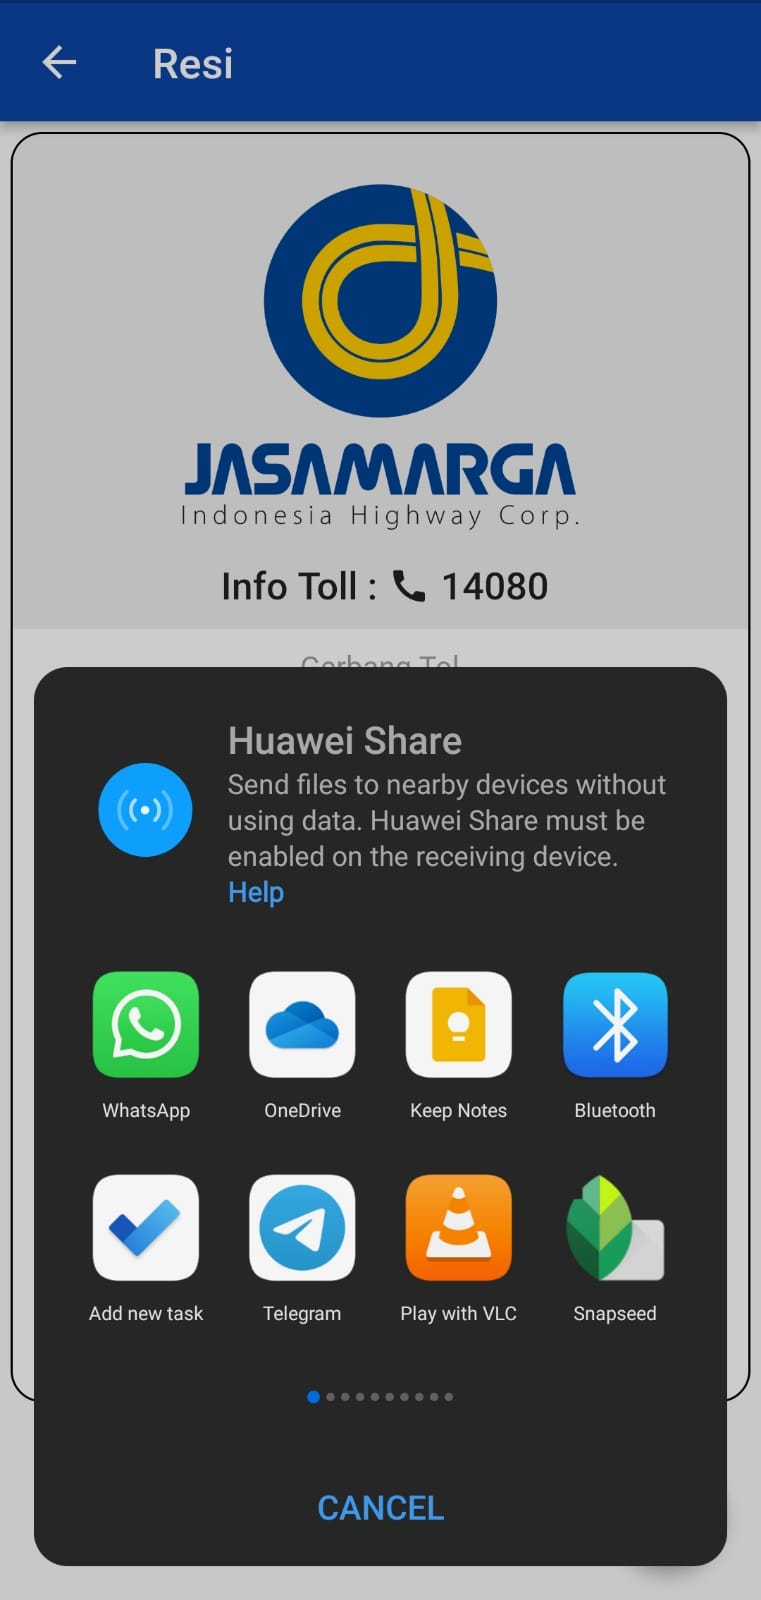 Resi
JASAMARGA
Indonesia Highway Corp.
Info Toll : 14080
Gerbang Tol
Huawei Share
Send files to nearby devices without
using data. Huawei Share must be
enabled on the receiving device.
Help
WhatsApp OneDrive Keep Notes Bluetooth
Add new task Telegram Play with VLC Snapseed
CANCEL